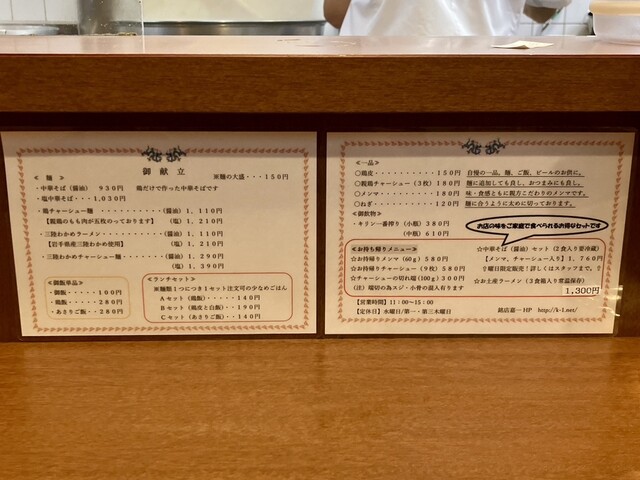 御献立
≪ 麺 ≫
※麺の大盛・・・150円
・中華そば（醤油） 930円 鶏だけで作った中華そばです
・塩中華そば・・・1,030円
・鶏チャーシュー麺・・・・・・・・・・（醤油）1,110円
【親鶏のもも肉が五枚のっております】（塩）1,210円
・三陸わかめラーメン・・・・・・・・・（醤油）1,110円
【岩手県産三陸わかめ使用】（塩）1,210円
三陸わかめのチャーシュー麺・・・・・・（醤油）1,290円
（塩）1,390円
≪御飯単品≫
・御飯・・・・100円
・鶏飯・・・・280円
・あさりご飯・・280円
≪ランチセット≫
※麺類1つにつき1セット注文可の少なめごはん
Aセット（鶏飯）・・・・140円
Bセット（鶏皮と白飯）・・190円
Cセット（あさりご飯）・・140円
≪一品≫
○鶏皮・・・・・・・・・・150円 自慢の一品。麺、ご飯、ビールのお供に。
○親鶏チャーシュー（3枚）180円 麺に追加しても良し、おつまみにも良し。
○メンマ・・・・・・・・・180円 味・食感ともに親方こだわりのメンマです。
○ねぎ・・・・・・・・・・120円 麺に合うように太めに切っております。
≪御飲物≫
・キリン一番搾り（小瓶）380円
（中瓶）610円
お店の味をご家庭で食べられるお得なセットです
≪お持ち帰りメニュー≫
☆お持帰りメンマ（60g）580円
☆お持帰りチャーシュー（9枚）580円
☆チャーシューの切れ端（100g）300円
（注）端切の為スジ・小骨の混入有ります
☆中華そば（醤油）セット（2食入り要冷蔵）
【メンマ、チャーシュー入り】1,760円
曜日限定販売！詳しくはスタッフまで。
☆お土産ラーメン（3食箱入り常温保存）
1,300円
【営業時間】11：00～15：00
【定休日】水曜日/第一・第三木曜日
HP http://k-1.net/